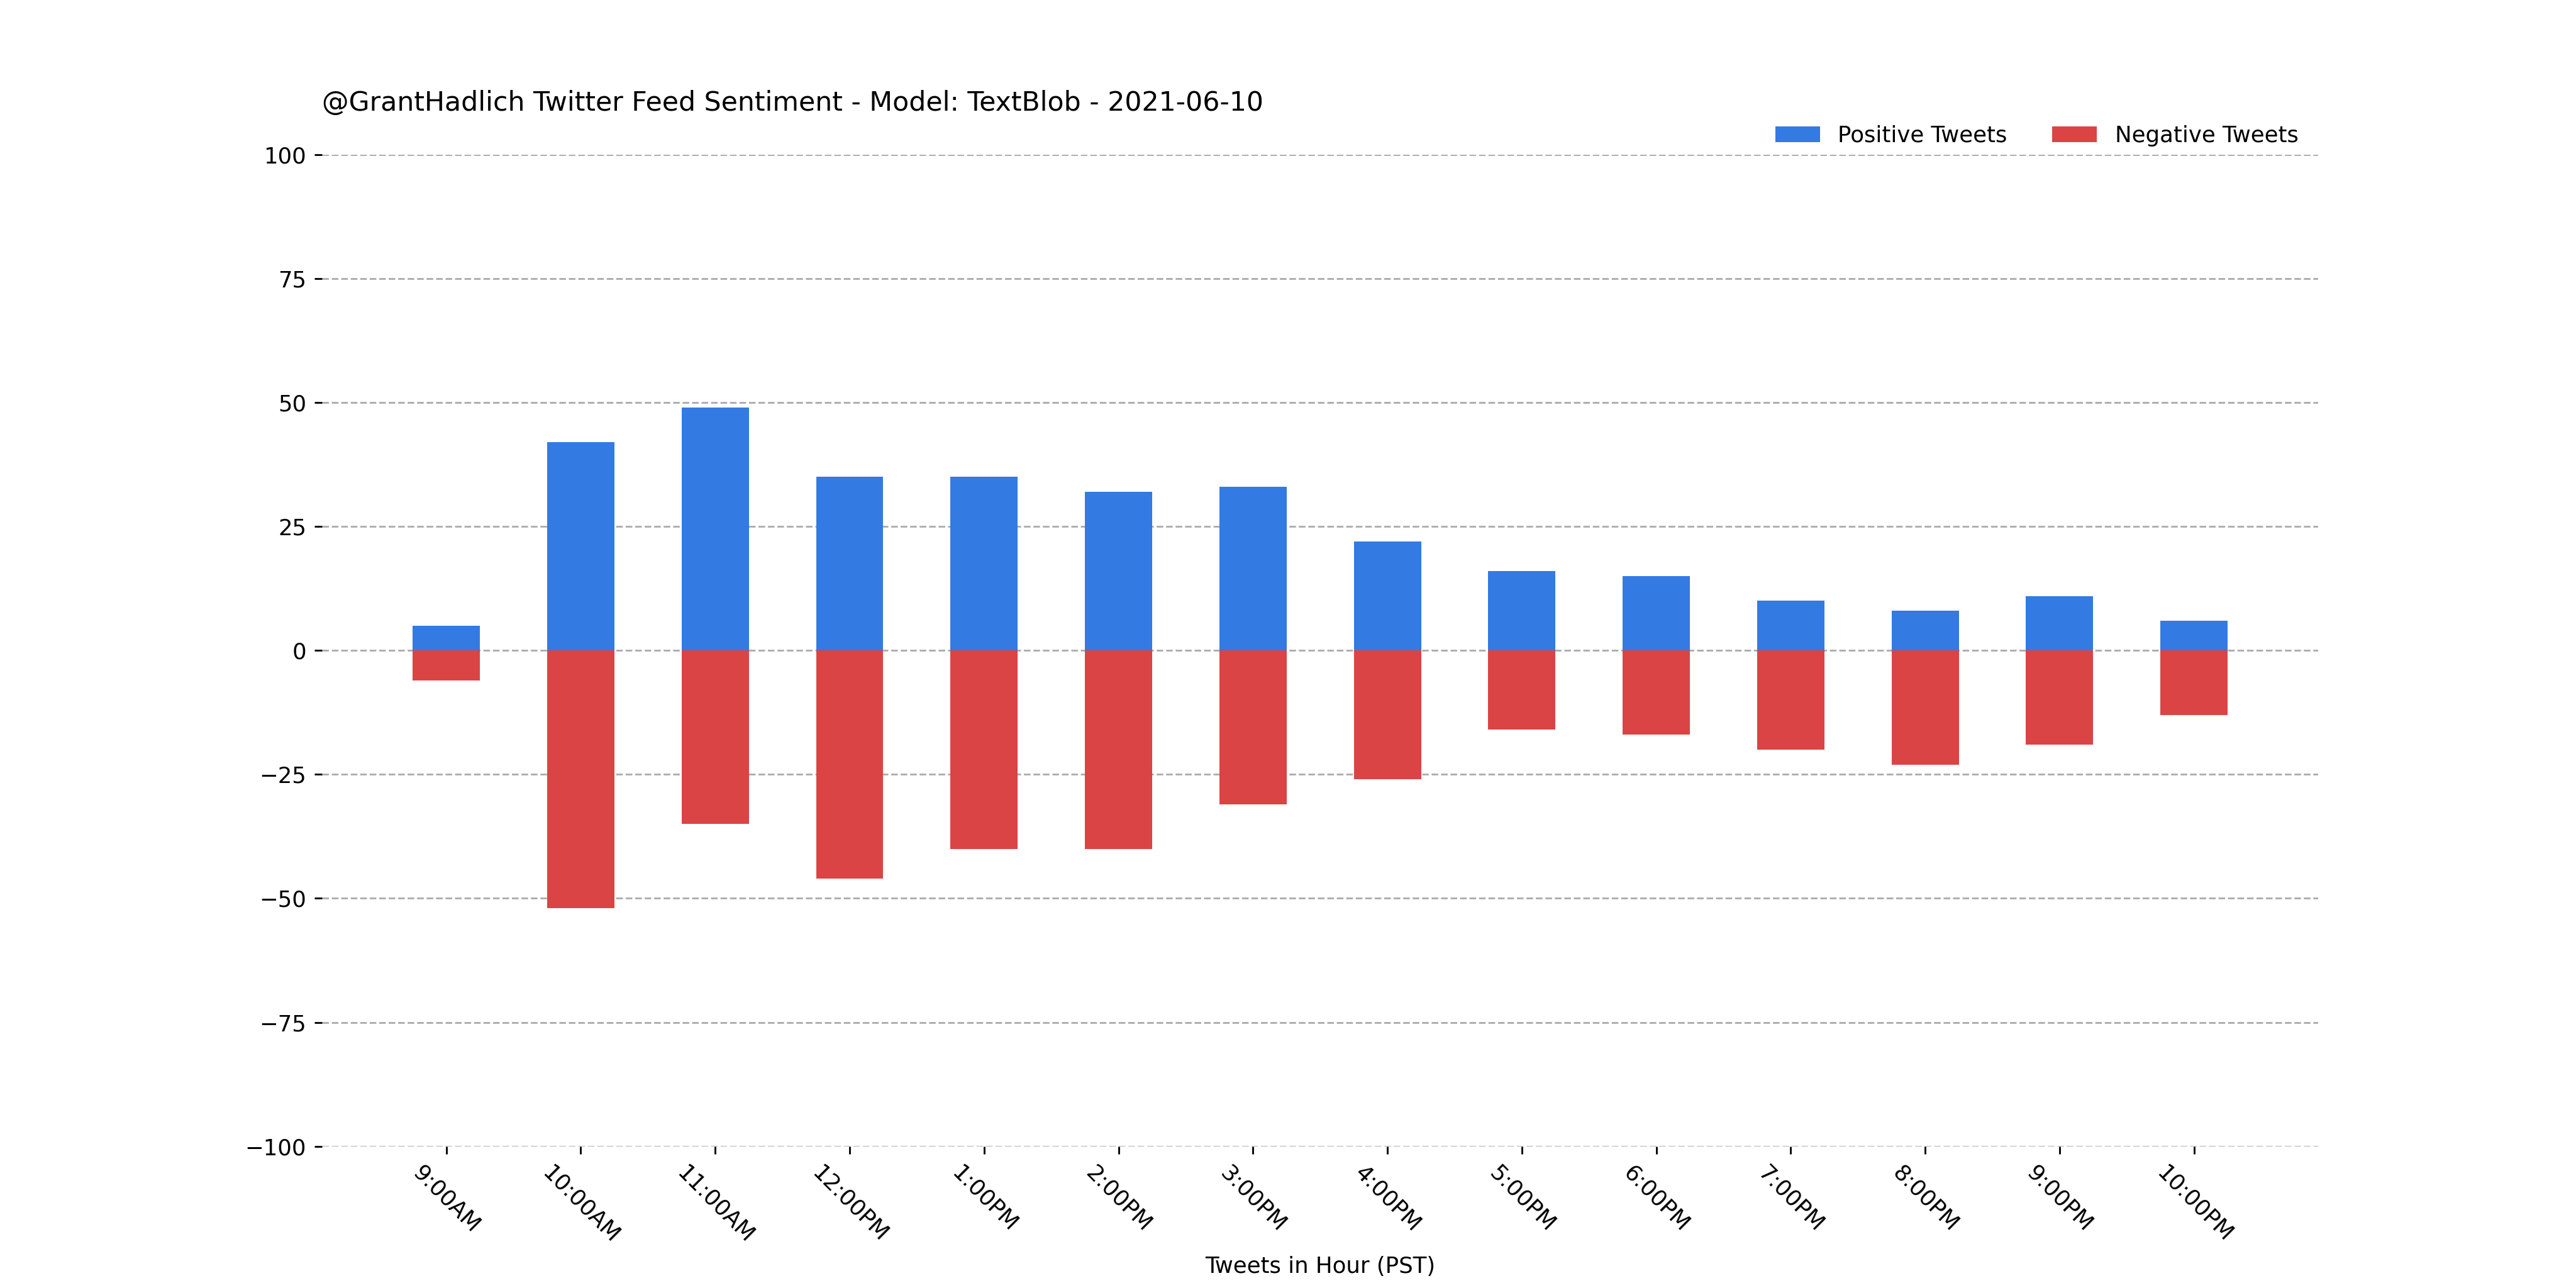 @GrantHadlich Twitter Feed Sentiment - Model: TextBlob - 2021-06-10
Positive Tweets Negative Tweets
100
75
50
25
0
−25
−50
−75
−100
9:00AM 10:00AM 11:00AM 12:00PM 1:00PM 2:00PM 3:00PM 4:00PM 5:00PM 6:00PM 7:00PM 8:00PM 9:00PM 10:00PM
Tweets in Hour (PST)